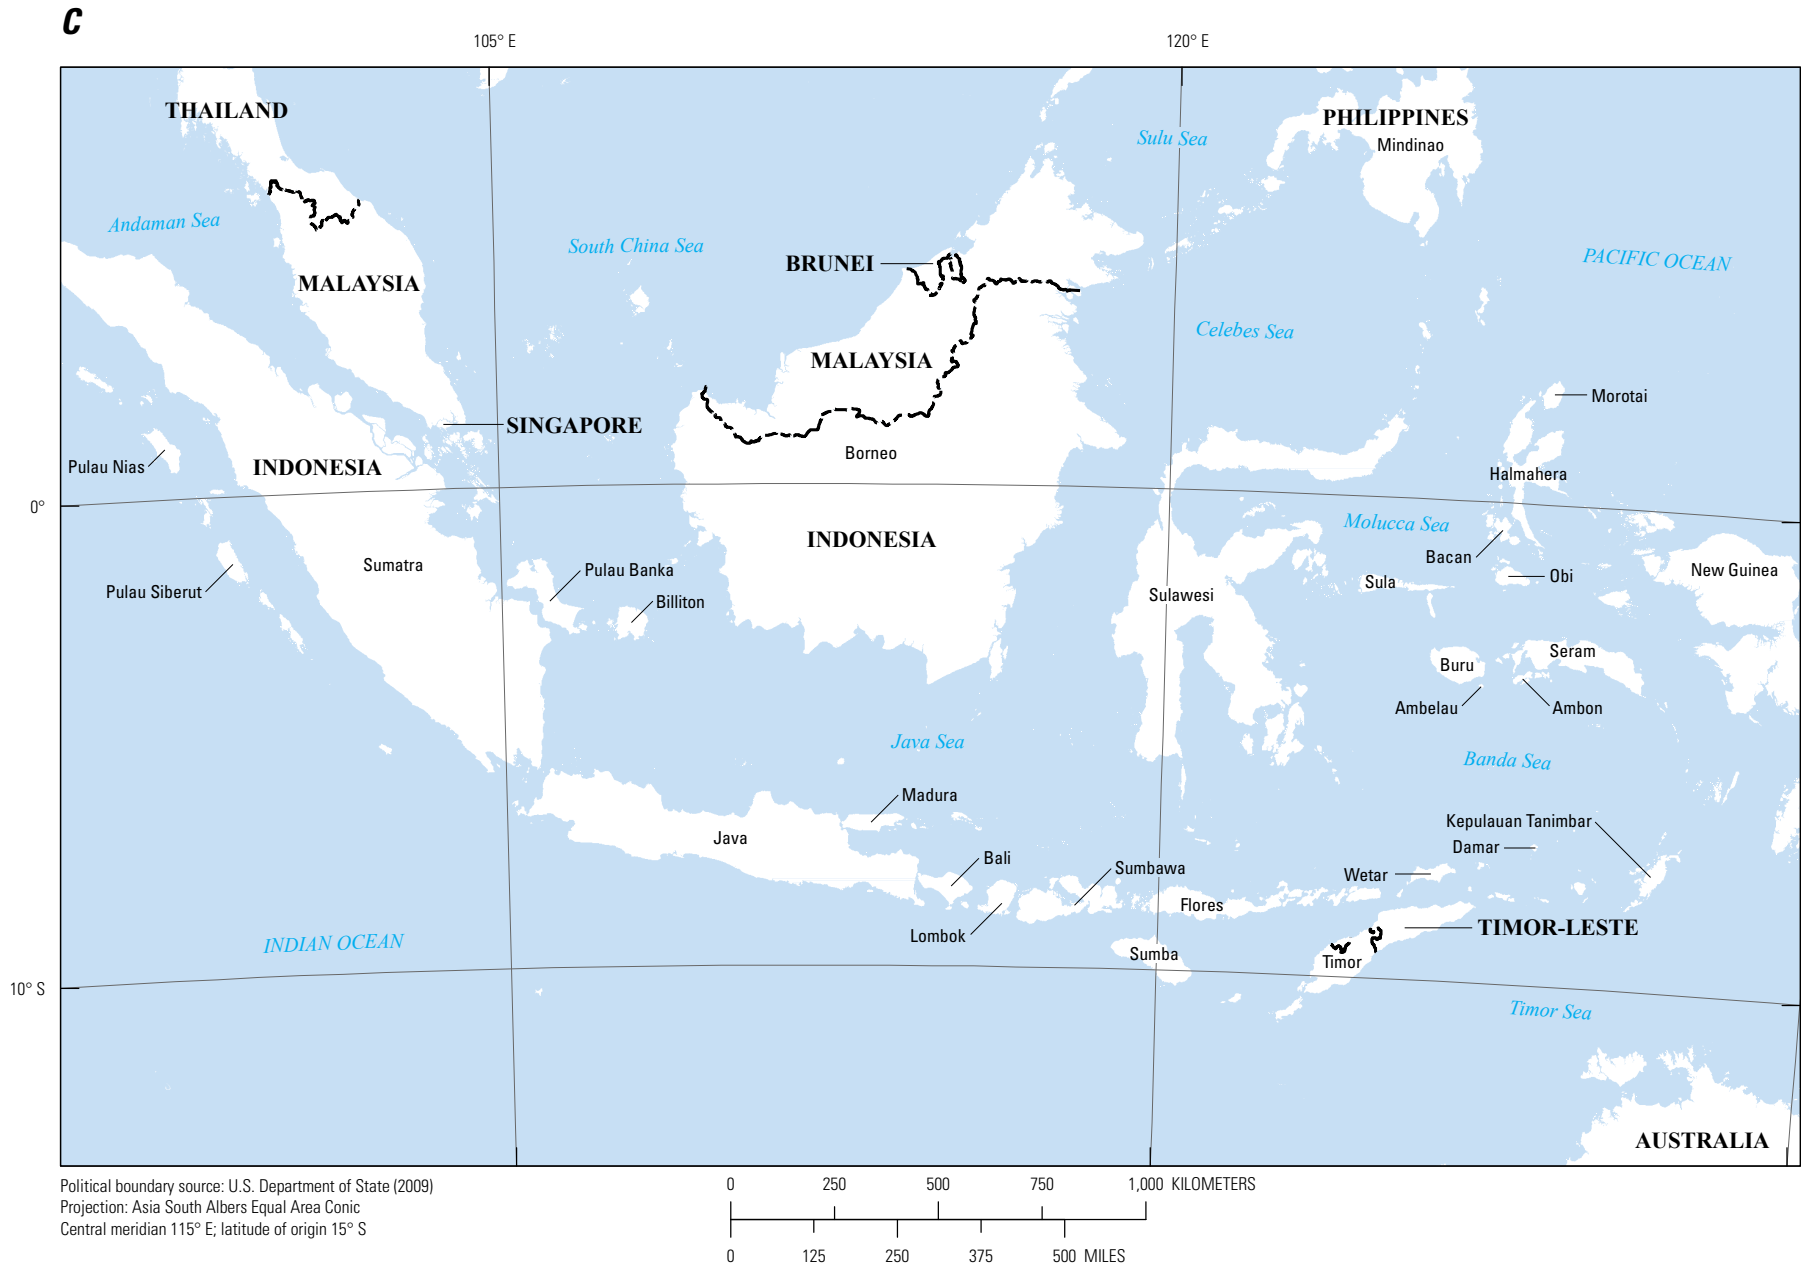 C
105° E
120° E
THAILAND
PHILIPPINES
Mindinao
Sulu Sea
Andaman Sea
South China Sea
BRUNEI
PACIFIC OCEAN
MALAYSIA
Celebes Sea
MALAYSIA
Morotai
SINGAPORE
Borneo
Pulau Nias
INDONESIA
Halmahera
0°
Molucca Sea
INDONESIA
Bacan
Sumatra
Pulau Banka
New Guinea
Obi
Sula
Pulau Siberut
Billiton
Sulawesi
Seram
Buru
Ambelau
Ambon
Java Sea
Banda Sea
Madura
Kepulauan Tanimbar
Java
Damar
Bali
Sumbawa
Wetar
Flores
TIMOR-LESTE
Lombok
INDIAN OCEAN
Sumba
Timor
10° S
Timor Sea
AUSTRALIA
Political boundary source: U.S. Department of State (2009)
Projection: Asia South Albers Equal Area Conic
Central meridian 115° E; latitude of origin 15° S
0 250 500 750 1,000 KILOMETERS
0 125 250 375 500 MILES